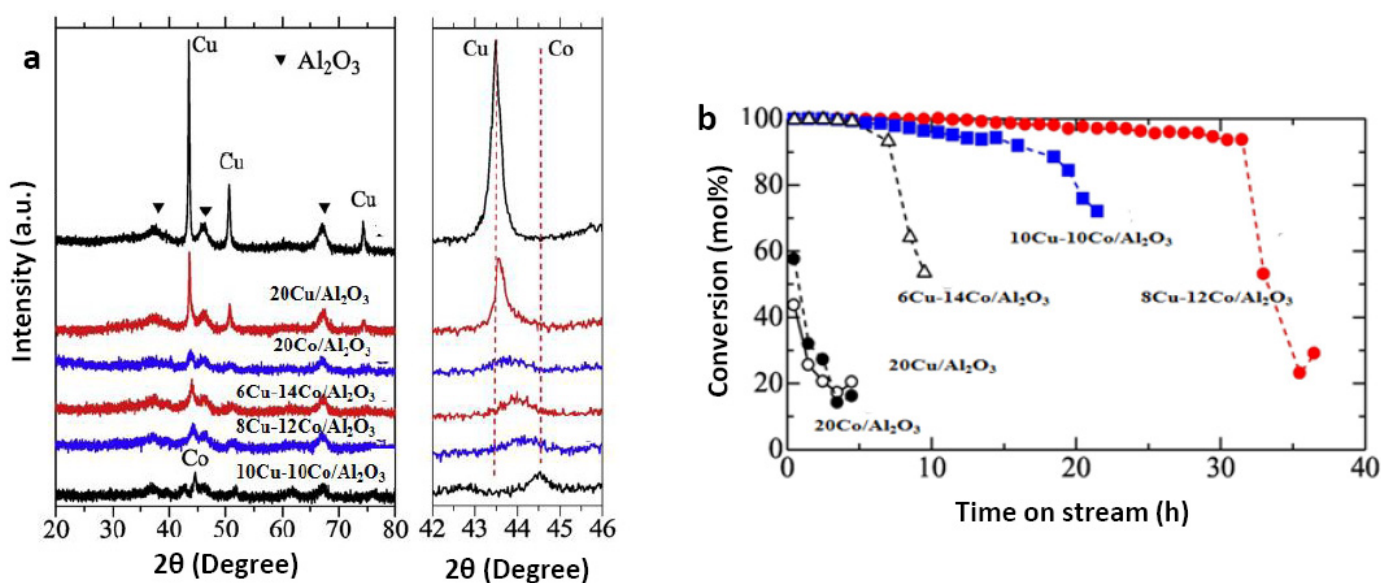 a
Cu
▼ Al₂O₃
Cu
Cu
20Cu/Al₂O₃
20Co/Al₂O₃
6Cu-14Co/Al₂O₃
8Cu-12Co/Al₂O₃
Co
10Cu-10Co/Al₂O₃
Intensity (a.u.)
20 30 40 50 60 70 80
2θ (Degree)
Cu Co
42 43 44 45 46
2θ (Degree)
b
100
80
60
40
20
0
Conversion (mol%)
10Cu-10Co/Al₂O₃
6Cu-14Co/Al₂O₃
8Cu-12Co/Al₂O₃
20Cu/Al₂O₃
20Co/Al₂O₃
0 10 20 30 40
Time on stream (h)